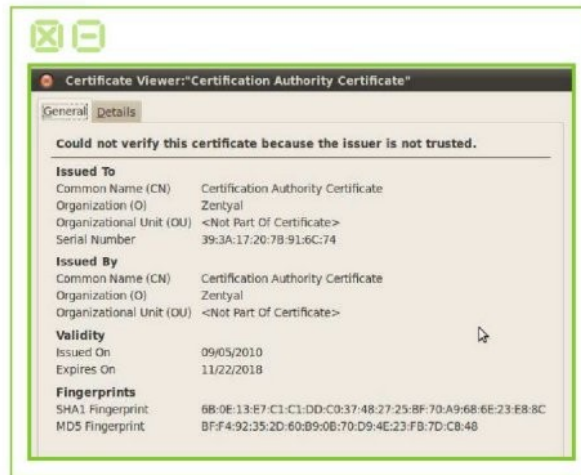 Certificate Viewer:"Certification Authority Certificate"
General Details
Could not verify this certificate because the issuer is not trusted.
Issued To
Common Name (CN) Certification Authority Certificate
Organization (O) Zentyal
Organizational Unit (OU) <Not Part Of Certificate>
Serial Number 39:3A:17:20:7B:91:6C:74
Issued By
Common Name (CN) Certification Authority Certificate
Organization (O) Zentyal
Organizational Unit (OU) <Not Part Of Certificate>
Validity
Issued On 09/05/2010
Expires On 11/22/2018
Fingerprints
SHA1 Fingerprint 6B:0E:13:E7:C1:C1:DD:C0:37:48:27:25:BF:70:A9:68:6E:23:E8:8C
MD5 Fingerprint BF:F4:92:35:2D:60:B9:0B:70:D9:4E:23:FB:7D:C8:48